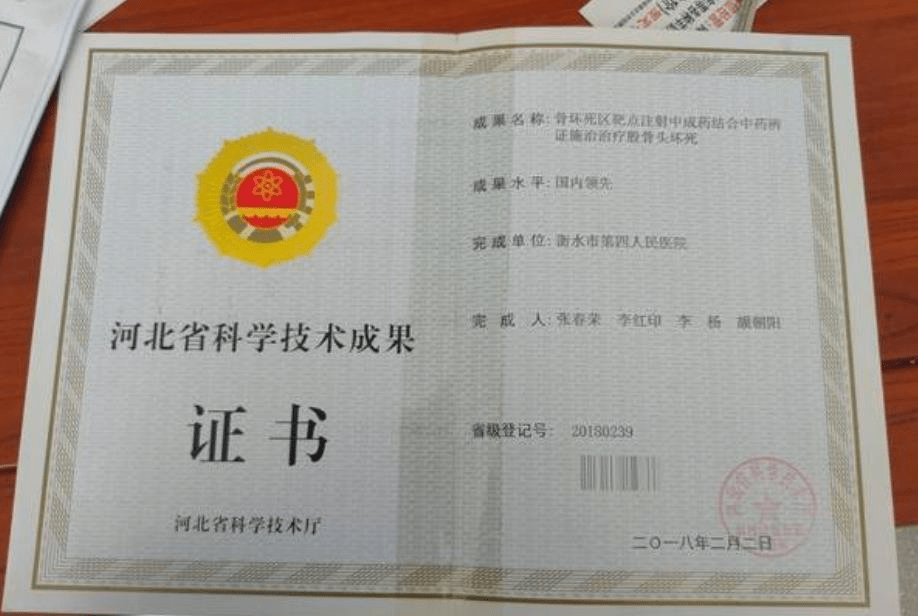 河北省科学技术成果
证书
河北省科学技术厅
成果名称：骨坏死区靶点注射中成药结合中药辨
证施治治疗股骨头坏死
成果水平：国内领先
完成单位：衡水市第四人民医院
完成人：张春荣 李红印 李杨 朝阳
省级登记号：20180239
二〇一八年二月二日